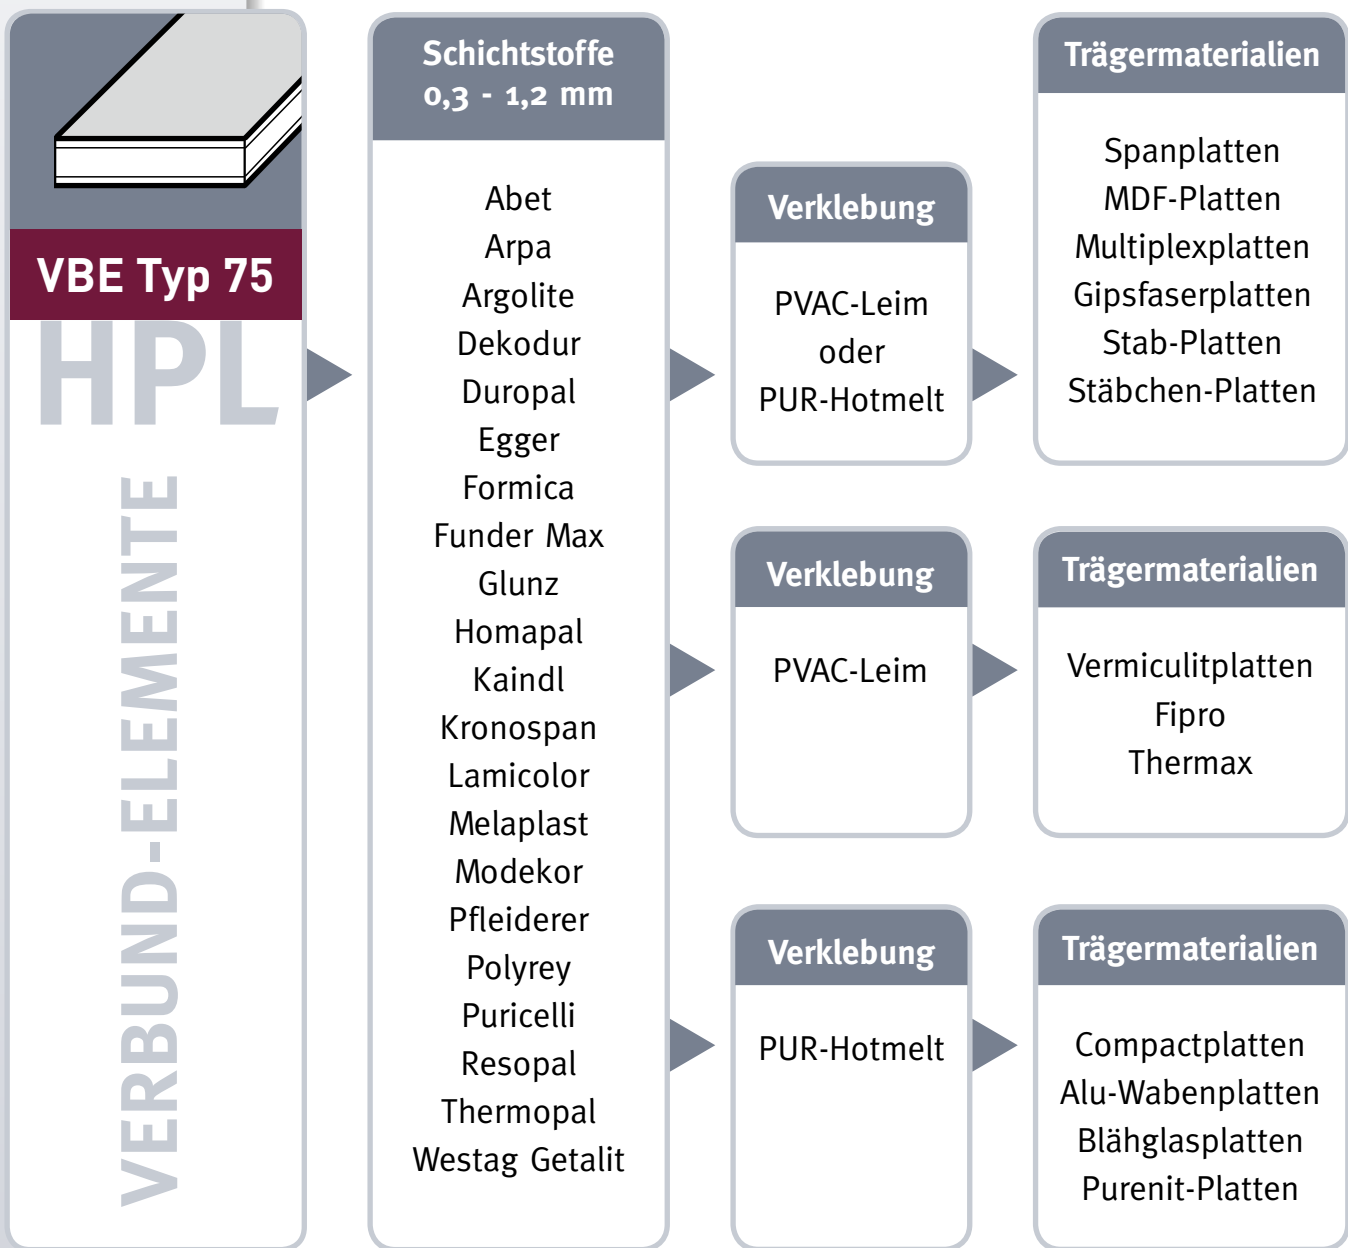 VBE Typ 75
HPL
VERBUND-ELEMENTE
Schichtstoffe
0,3 - 1,2 mm
Abet
Arpa
Argolite
Dekodur
Duropal
Egger
Formica
Funder Max
Glunz
Homapal
Kaindl
Kronospan
Lamicolor
Melaplast
Modekor
Pfleiderer
Polyrey
Puricelli
Resopal
Thermopal
Westag Getalit
Verklebung
PVAC-Leim
oder
PUR-Hotmelt
Trägermaterialien
Spanplatten
MDF-Platten
Multiplexplatten
Gipsfaserplatten
Stab-Platten
Stäbchen-Platten
Verklebung
PVAC-Leim
Trägermaterialien
Vermiculitplatten
Fipro
Thermax
Verklebung
PUR-Hotmelt
Trägermaterialien
Compactplatten
Alu-Wabenplatten
Blähglasplatten
Purenit-Platten